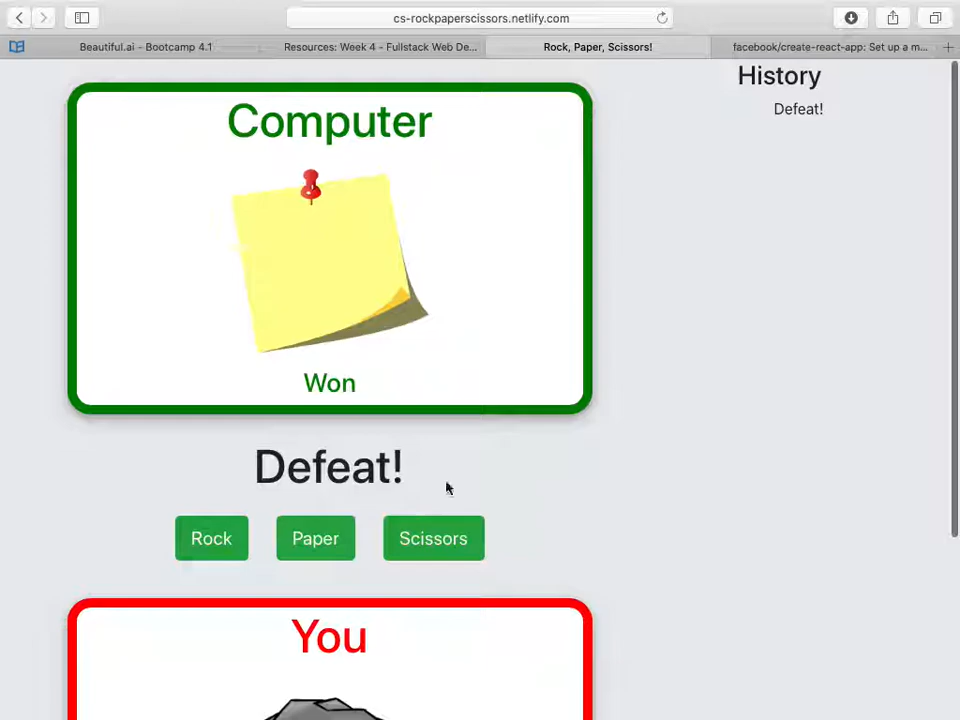 cs-rockpaperscissors.netlify.com
Beautiful.ai - Bootcamp 4.1
Resources: Week 4 - Fullstack Web De...
Rock, Paper, Scissors!
facebook/create-react-app: Set up a m...
History
Defeat!
Computer
Won
Defeat!
Rock
Paper
Scissors
You